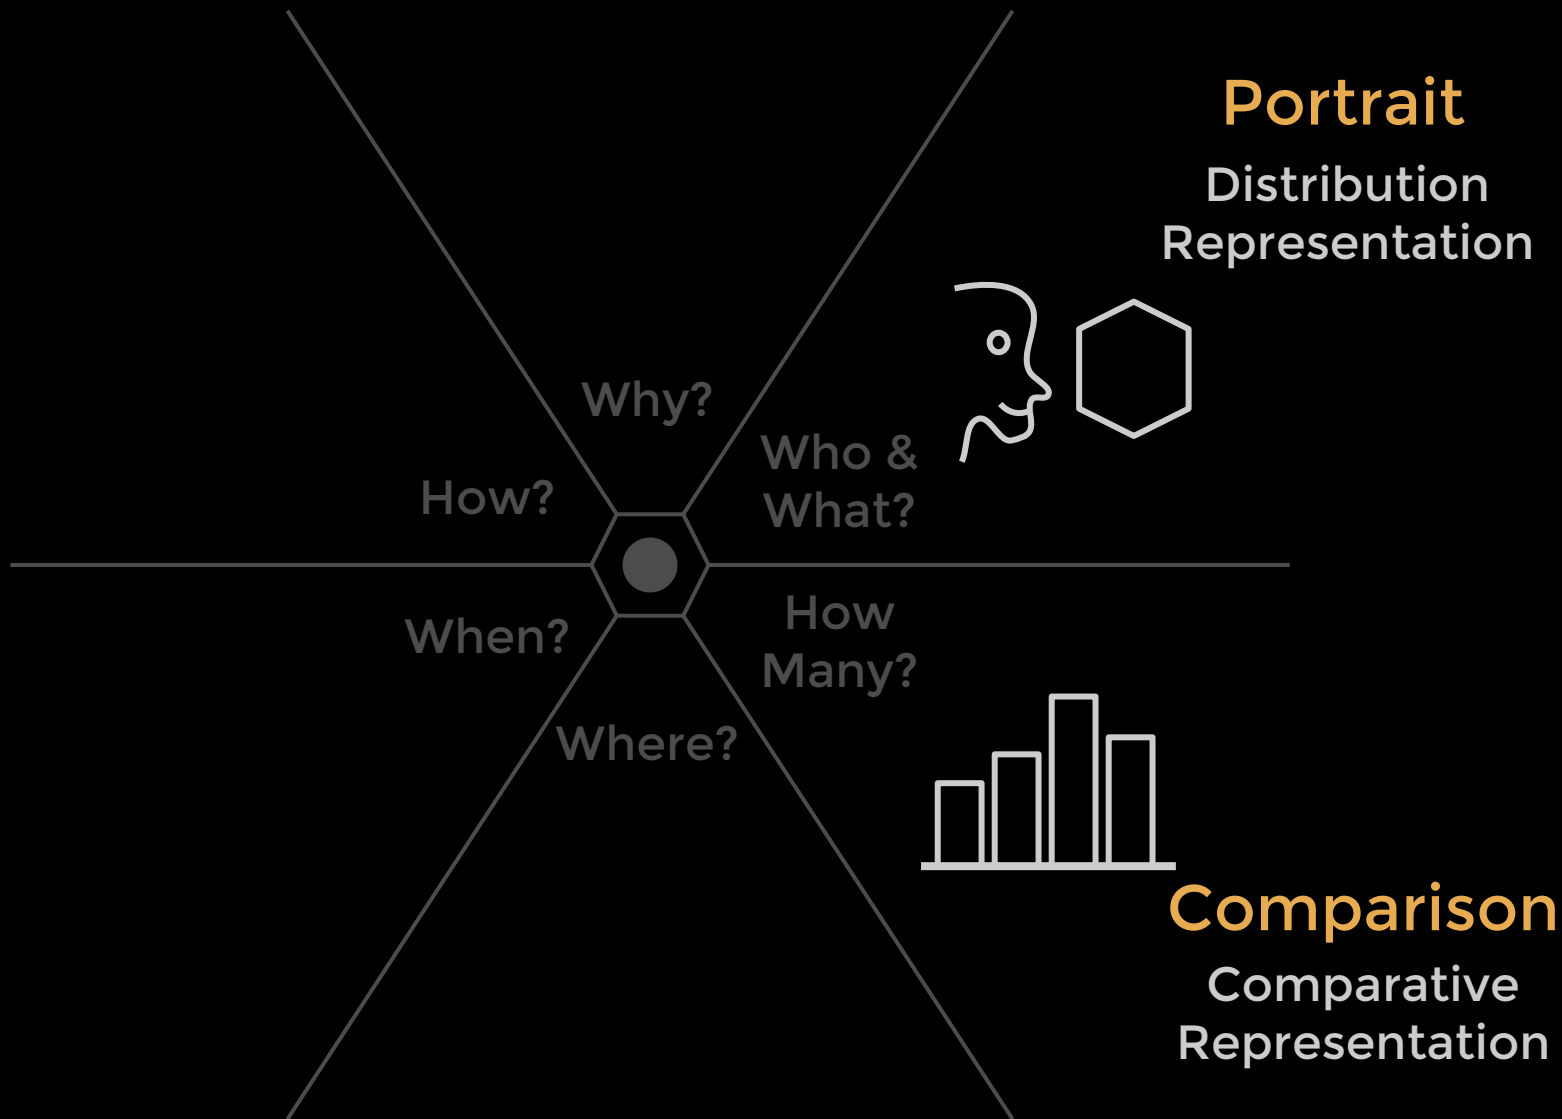 Portrait
Distribution
Representation
Why?
Who &
What?
How?
When?
How
Many?
Where?
Comparison
Comparative
Representation